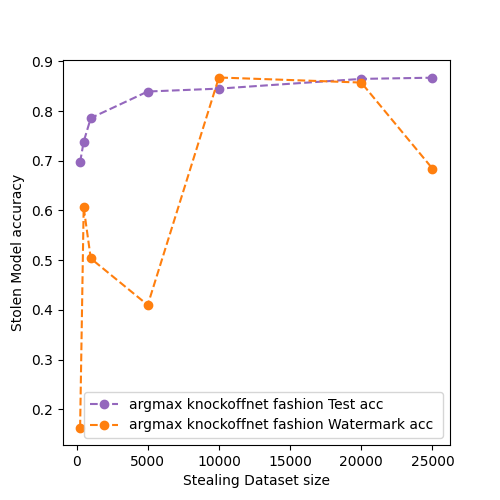 0.9
0.8
0.7
0.6
0.5
0.4
0.3
0.2
Stolen Model accuracy
argmax knockoffnet fashion Test acc
argmax knockoffnet fashion Watermark acc
0 5000 10000 15000 20000 25000
Stealing Dataset size